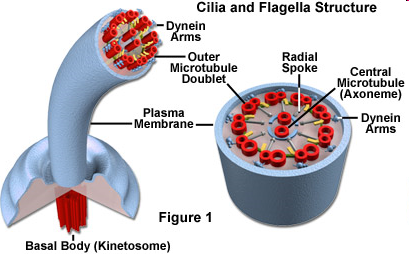 Cilia and Flagella Structure
Dynein
Arms
Outer
Microtubule
Doublet
Radial
Spoke
Central
Microtubule
(Axoneme)
Plasma
Membrane
Dynein
Arms
Figure 1
Basal Body (Kinetosome)